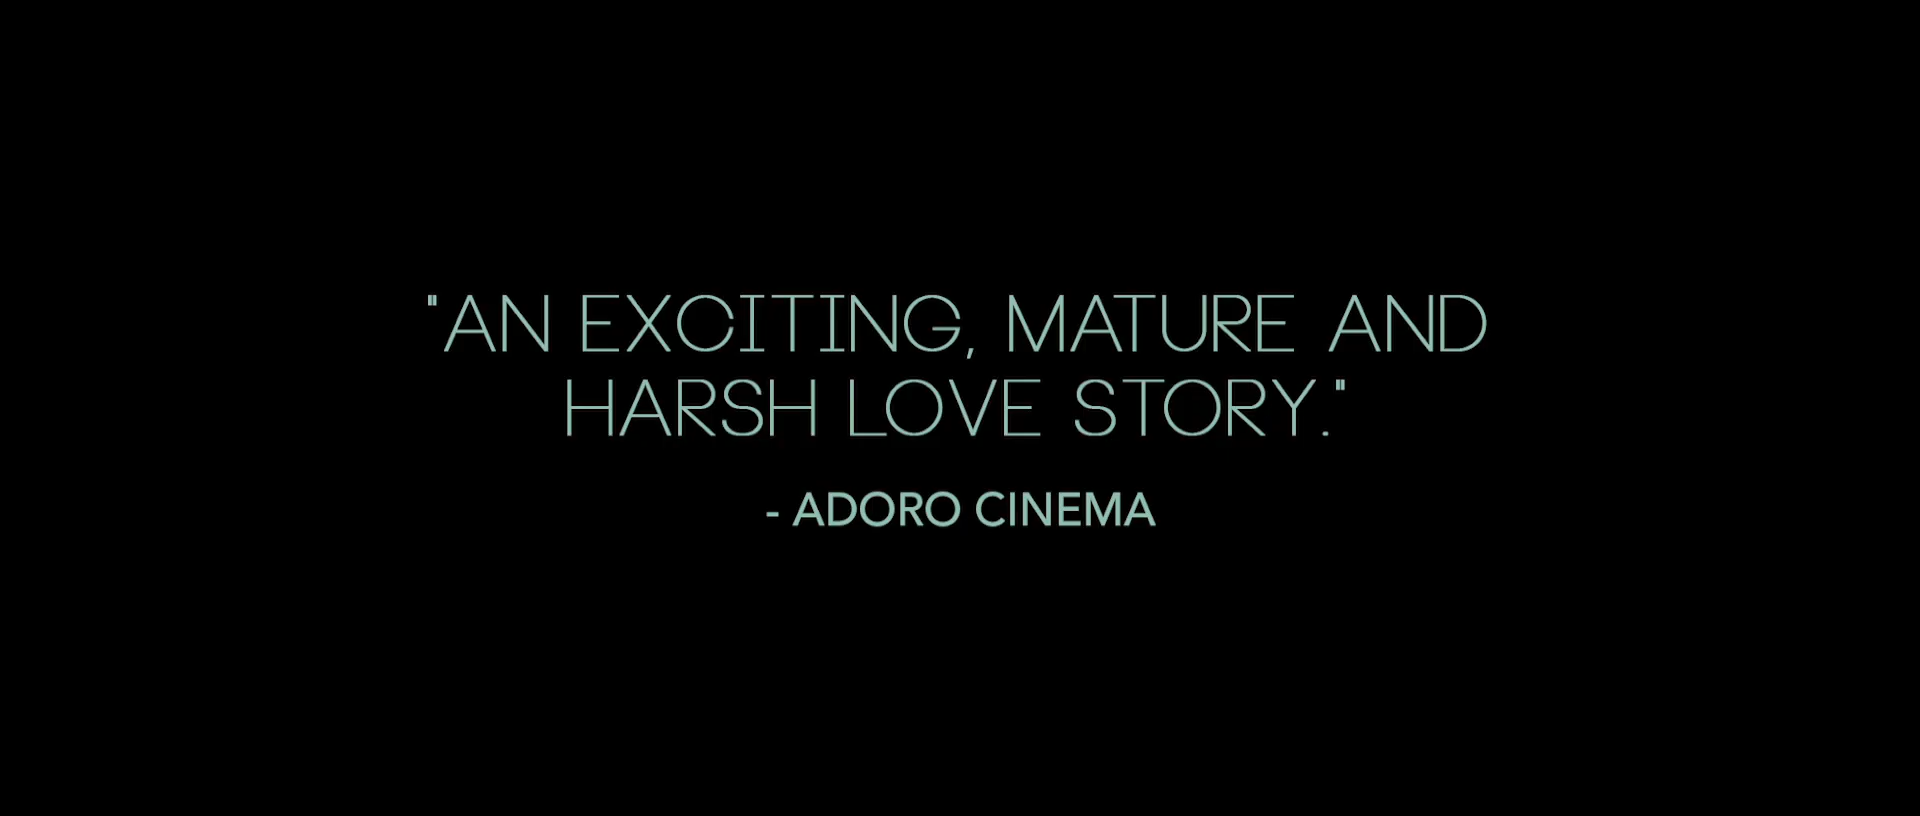 "AN EXCITING, MATURE AND
HARSH LOVE STORY."
- ADORO CINEMA